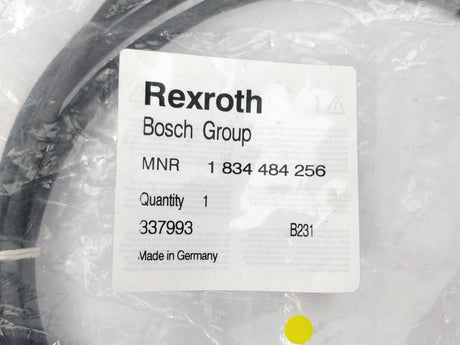 Rexroth
Bosch Group
MNR 1 834 484 256
Quantity 1
337993 B231
Made in Germany